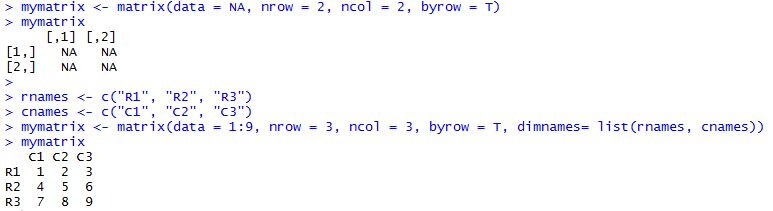 > mymatrix <- matrix(data = NA, nrow = 2, ncol = 2, byrow = T)
> mymatrix
     [,1] [,2]
[1,]   NA   NA
[2,]   NA   NA
>
> rnames <- c("R1", "R2", "R3")
> cnames <- c("C1", "C2", "C3")
> mymatrix <- matrix(data = 1:9, nrow = 3, ncol = 3, byrow = T, dimnames= list(rnames, cnames))
> mymatrix
   C1 C2 C3
R1  1  2  3
R2  4  5  6
R3  7  8  9